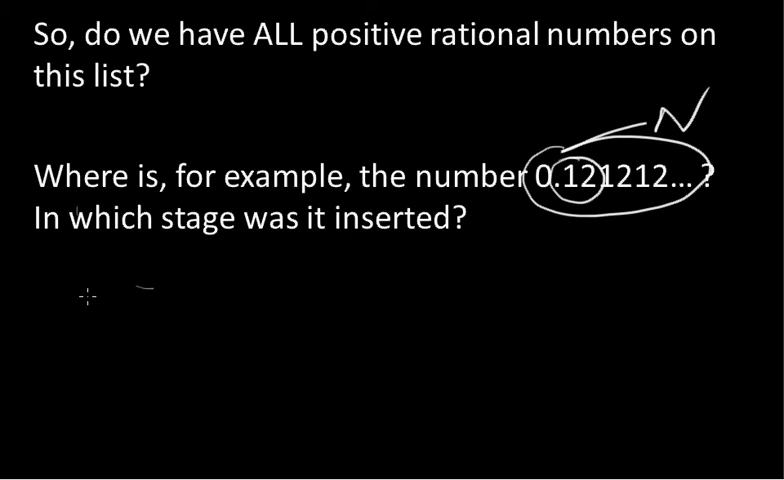 So, do we have ALL positive rational numbers on
this list?
N
Where is, for example, the number 0.121212...?
In which stage was it inserted?